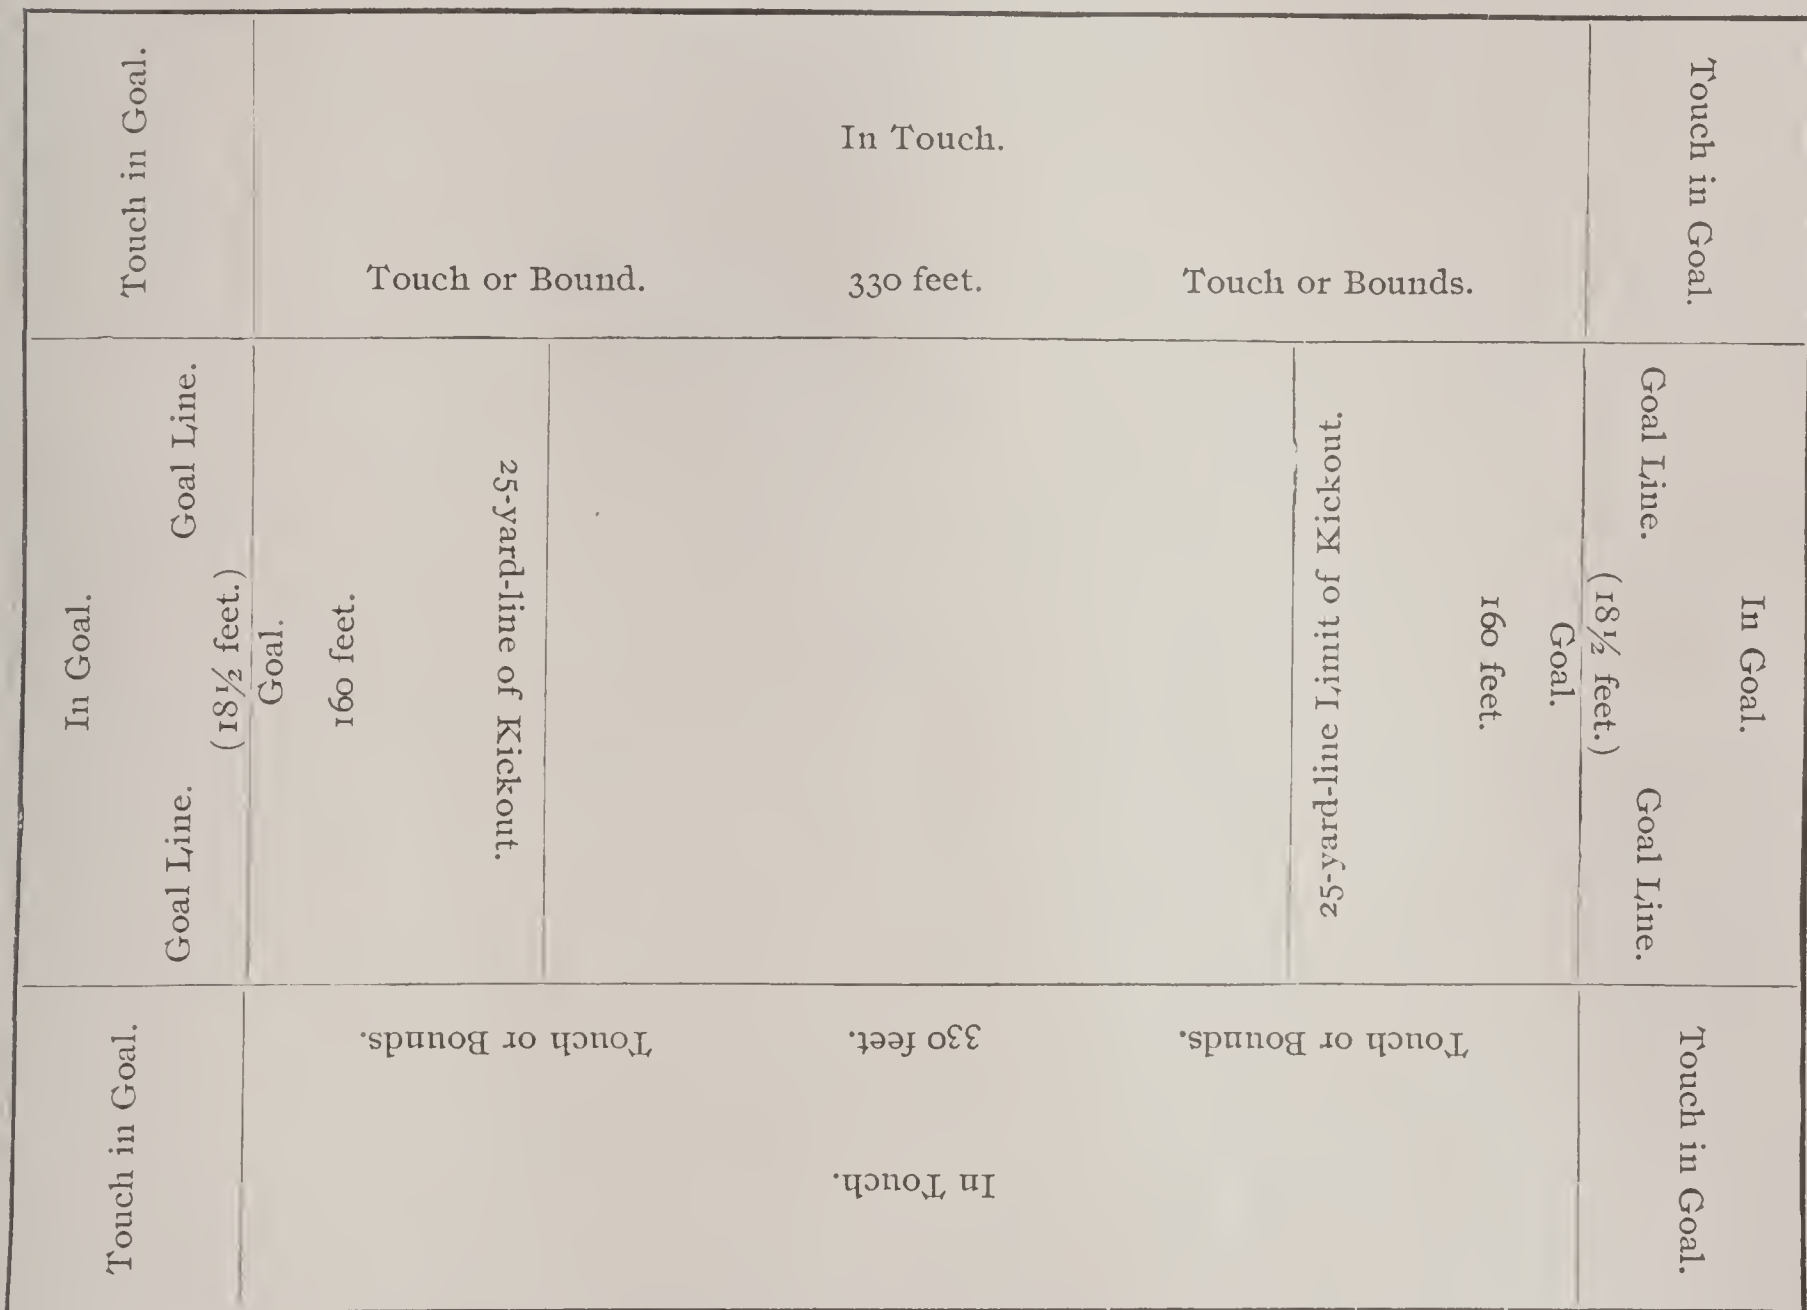 Touch in Goal.
In Touch.
Touch in Goal.
Touch or Bound.
330 feet.
Touch or Bounds.
Goal Line.
Goal Line.
In Goal.
(18½ feet.)
Goal.
160 feet.
25-yard-line of Kickout.
25-yard-line Limit of Kickout.
160 feet.
Goal.
(18½ feet.)
In Goal.
Goal Line.
Goal Line.
Touch in Goal.
Touch or Bounds.
330 feet.
Touch or Bounds.
In Touch.
Touch in Goal.